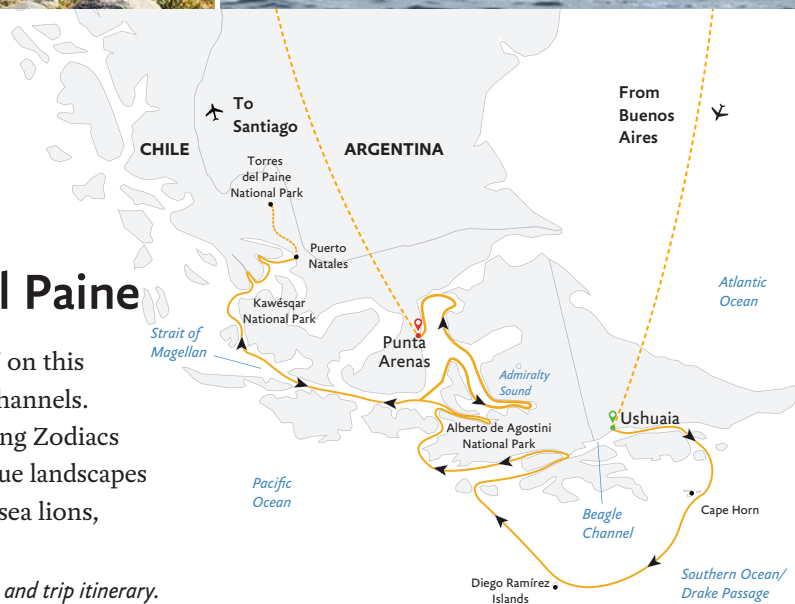 To
Santiago
From
Buenos
Aires
CHILE
ARGENTINA
Torres
del Paine
National Park
Puerto
Natales
l Paine
Atlantic
Ocean
Kawésqar
National Park
Strait of
Magellan
Punta
Arenas
on this
hannels.
ng Zodiacs
ue landscapes
sea lions,
and trip itinerary.
Admiralty
Sound
Ushuaia
Alberto de Agostini
National Park
Pacific
Ocean
Beagle
Channel
Cape Horn
Diego Ramírez
Islands
Southern Ocean/
Drake Passage